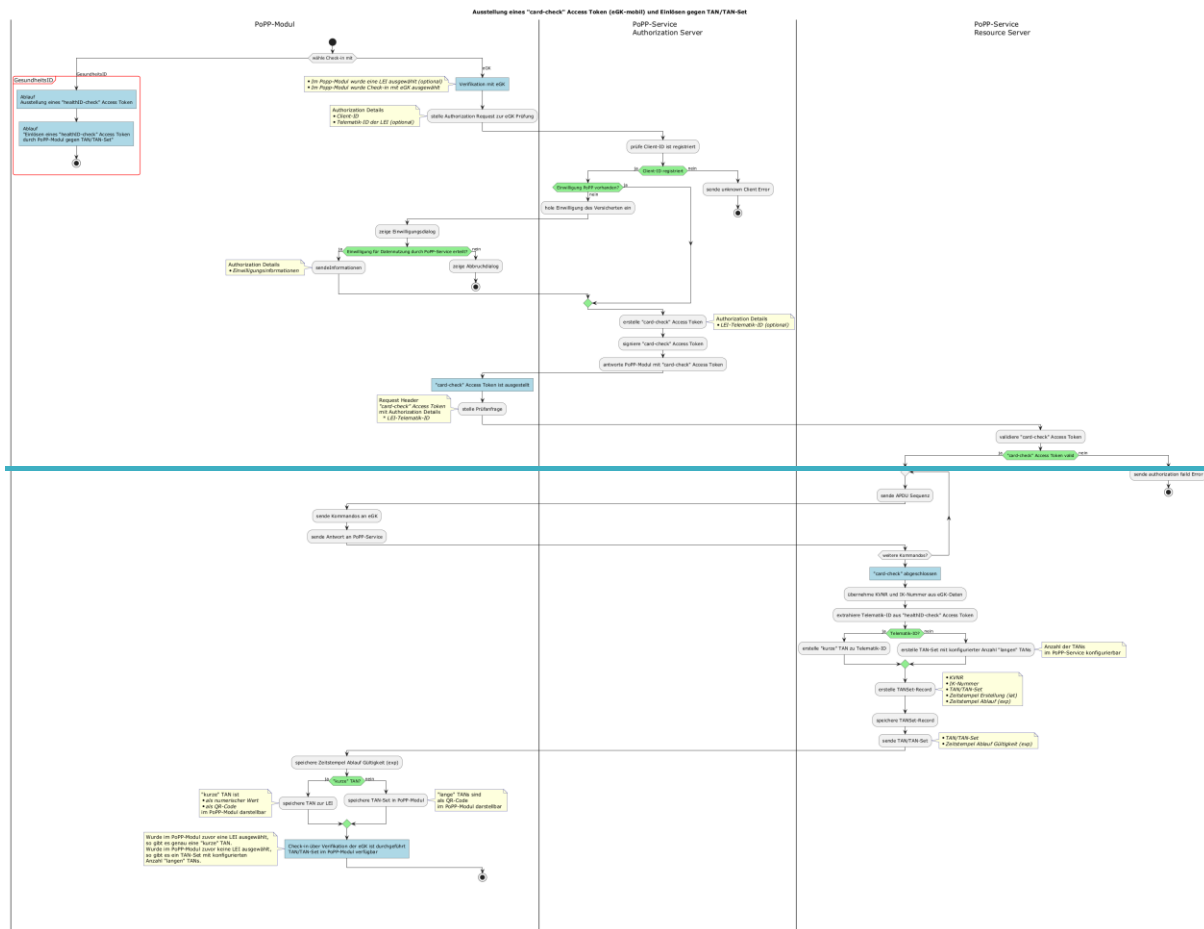 Ausstellung eines "card-check" Access Token (eGK-mobil) und Einlösen gegen TAN/TAN-Set
PoPP-Modul
PoPP-Service
Authorization Server
PoPP-Service
Resource Server
wähle Check-in mit
GesundheitsID
eGK
GesundheitsID
Ablauf
Ausstellung eines "healthID-check" Access Token
Ablauf
"Einlösen eines "healthID-check" Access Token
durch PoPP-Modul gegen TAN/TAN-Set"
• Im Popp-Modul wurde eine LEI ausgewählt (optional)
• Im Popp-Modul wurde Check-in mit eGK ausgewählt
Verifikation mit eGK
Authorization Details
• Client-ID
• Telematik-ID-der LEI (optional)
stelle Authorization Request zur eGK Prüfung
prüfe Client-ID ist registriert
ja
Client-ID registriert
nein
Einwilligung PoPP vorhanden?
ja
nein
sende unknown Client Error
hole Einwilligung des Versicherten ein
zeige Einwilligungsdialog
ja
Einwilligung für Datennutzung durch PoPP-Service erteilt?
nein
Authorization Details
• Einwilligungsinformationen
sendeInformationen
zeige Abbruchdialog
erstelle "card-check" Access Token
Authorization Details
• LEI-Telematik-ID (optional)
signiere "card-check" Access Token
antworte PoPP-Modul mit "card-check" Access Token
"card-check" Access Token ist ausgestellt
Request Header
"card-check" Access Token
mit Authorization Details
* LEI-Telematik-ID
stelle Prüfanfrage
validiere "card-check" Access Token
ja
"card-check" Access Token valid
nein
sende authorization faild Error
sende APDU Sequenz
sende Kommandos an eGK
sende Antwort an PoPP-Service
weitere Kommandos?
"card-check" abgeschlossen
übernehme KVNR und IK-Nummer aus eGK-Daten
extrahiere Telematik-ID aus "healthID-check" Access Token
ja
Telematik-ID?
nein
erstelle "kurze" TAN zu Telematik-ID
erstelle TAN-Set mit konfigurierter Anzahl "langen" TANs
Anzahl der TANs
im PoPP-Service konfigurierbar
erstelle TANSet-Record
• KVNR
• IK-Nummer
• TAN/TAN-Set
• Zeitstempel Erstellung (iat)
• Zeitstempel Ablauf (exp)
speichere TANSet-Record
sende TAN/TAN-Set
• TAN/TAN-Set
• Zeitstempel Ablauf Gültigkeit (exp)
speichere Zeitstempel Ablauf Gültigkeit (exp)
ja
"kurze" TAN?
nein
"kurze" TAN ist
• als numerischer Wert
• als QR-Code
im PoPP-Modul darstellbar
speichere TAN zur LEI
speichere TAN-Set in PoPP-Modul
"lange" TANs sind
als QR-Code
im PoPP-Modul darstellbar
Wurde im PoPP-Modul zuvor eine LEI ausgewählt,
so gibt es genau eine "kurze" TAN.
Wurde im PoPP-Modul zuvor keine LEI ausgewählt,
so gibt es ein TAN-Set mit konfigurierten
Anzahl "langen" TANs.
Check-in über Verifikation der eGK ist durchgeführt
TAN/TAN-Set im PoPP-Modul verfügbar